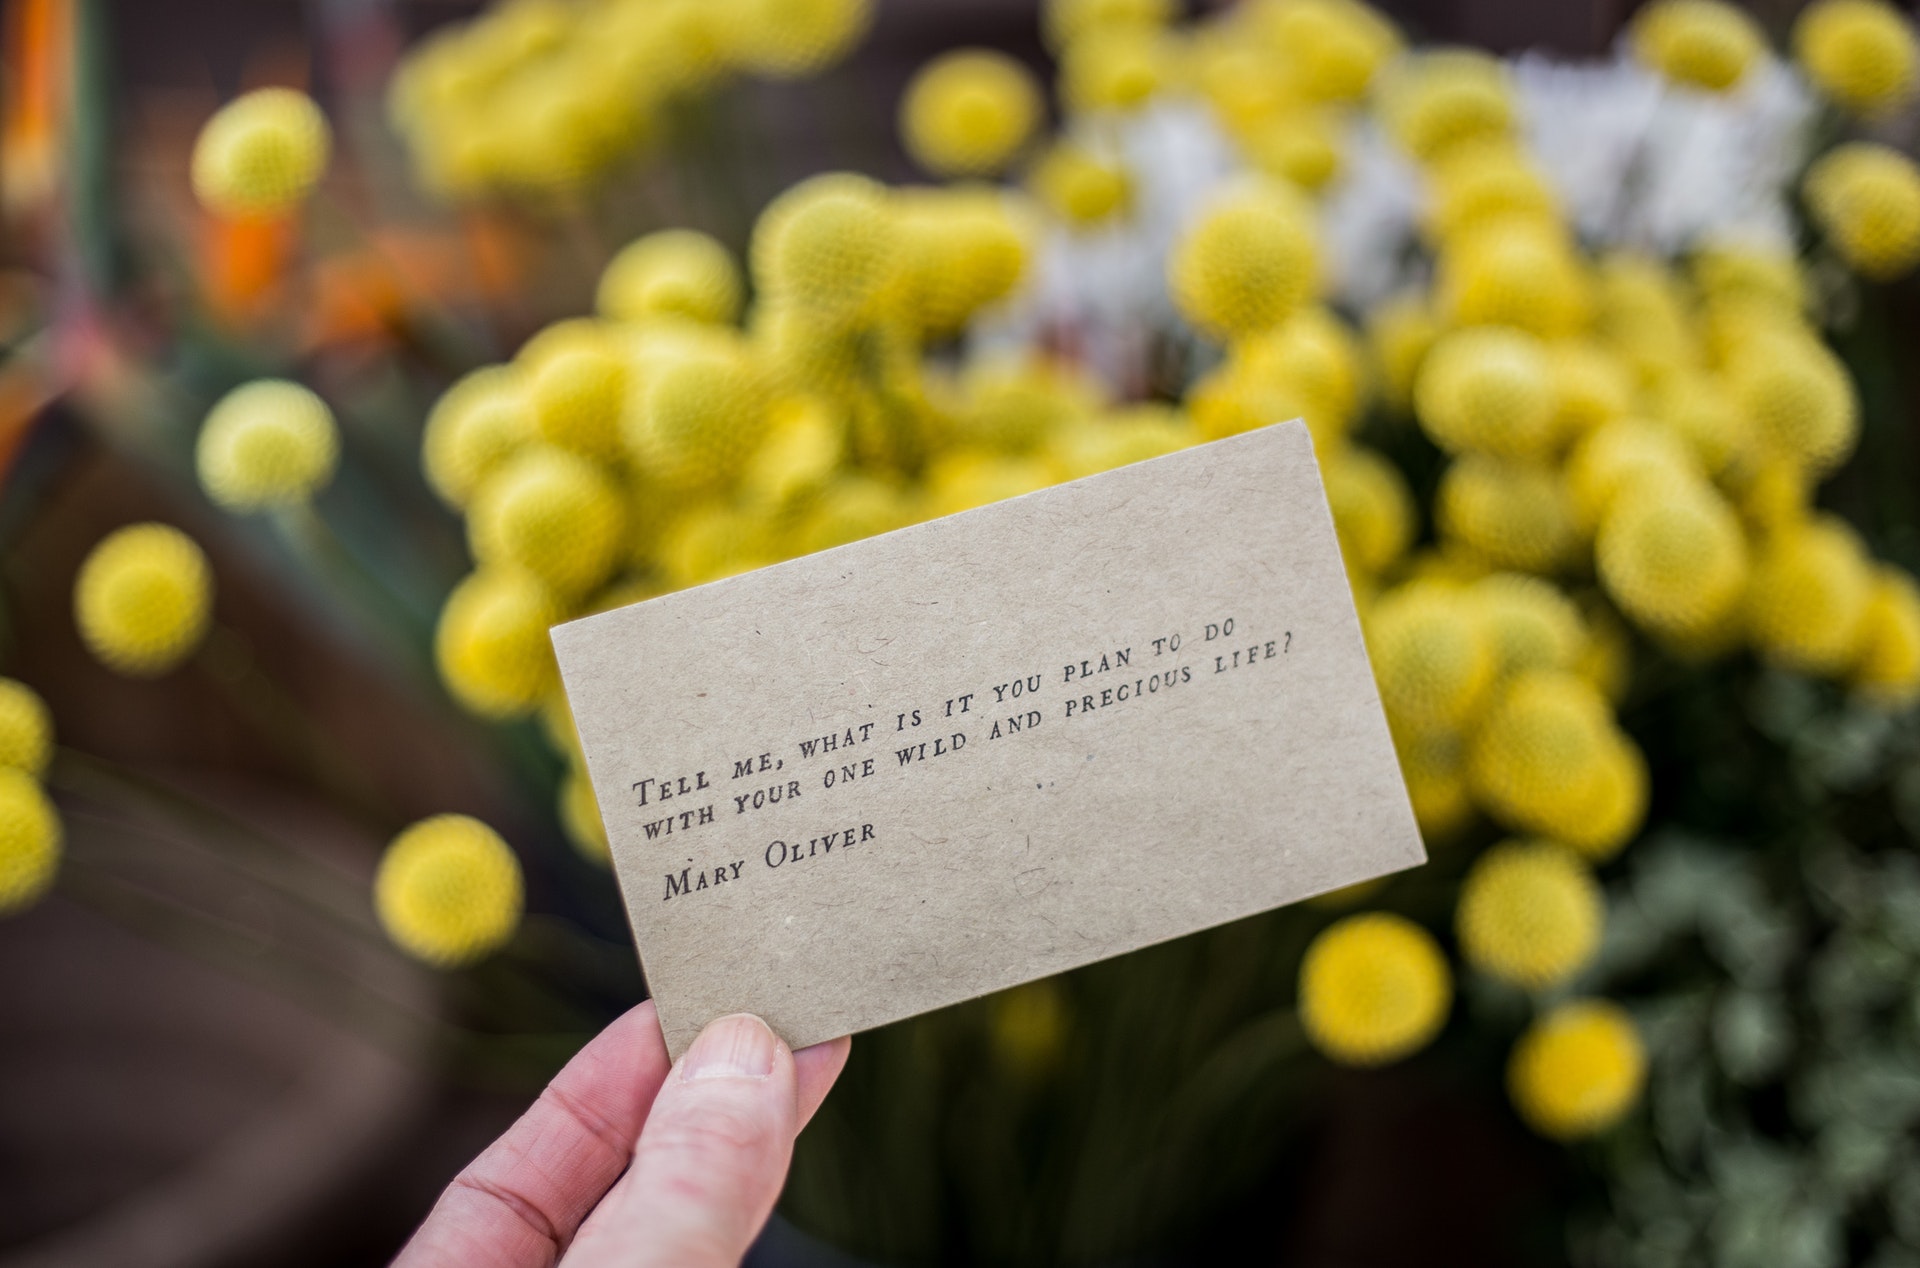 Tell me, what is it you plan to do
with your one wild and precious life?
Mary Oliver